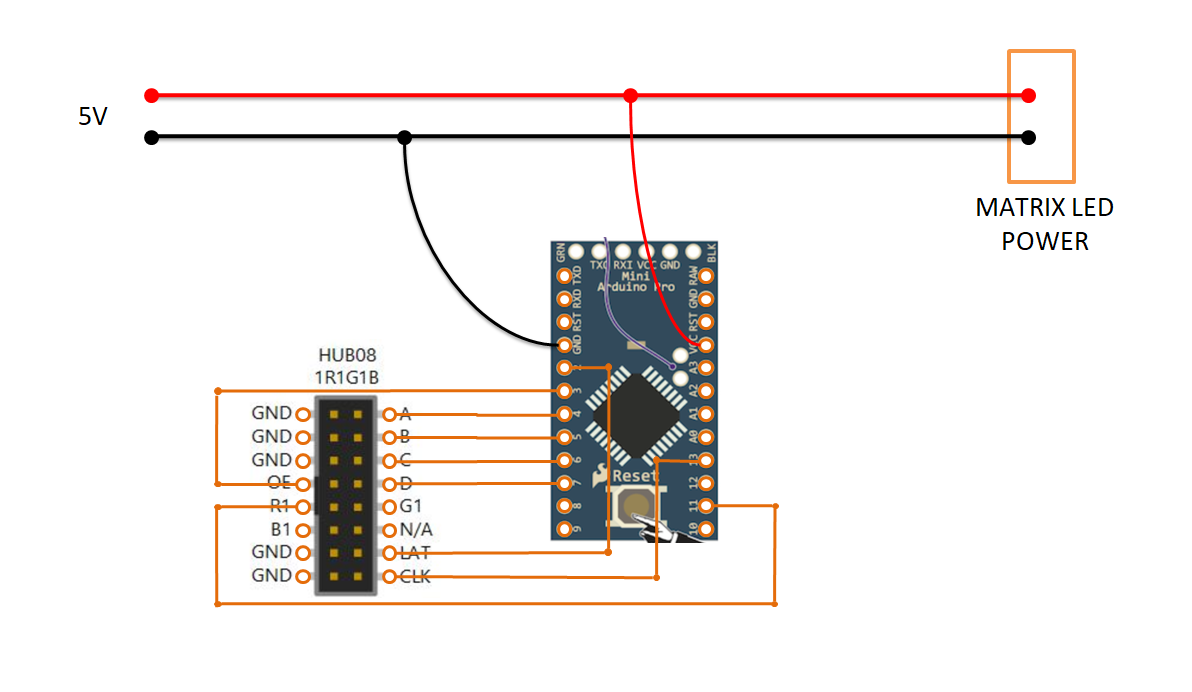 5V
MATRIX LED
POWER
GRN
TXO RXI VCC GND
BLK
Mini
Arduino Pro
TXD
RXD
RST
GND
2
3
4
5
6
7
8
9
RAW
GND
RST
VCC
A3
A2
A1
A0
13
12
11
10
Reset
HUB08
1R1G1B
GND A
GND B
GND C
OE D
R1 G1
B1 N/A
GND LAT
GND CLK